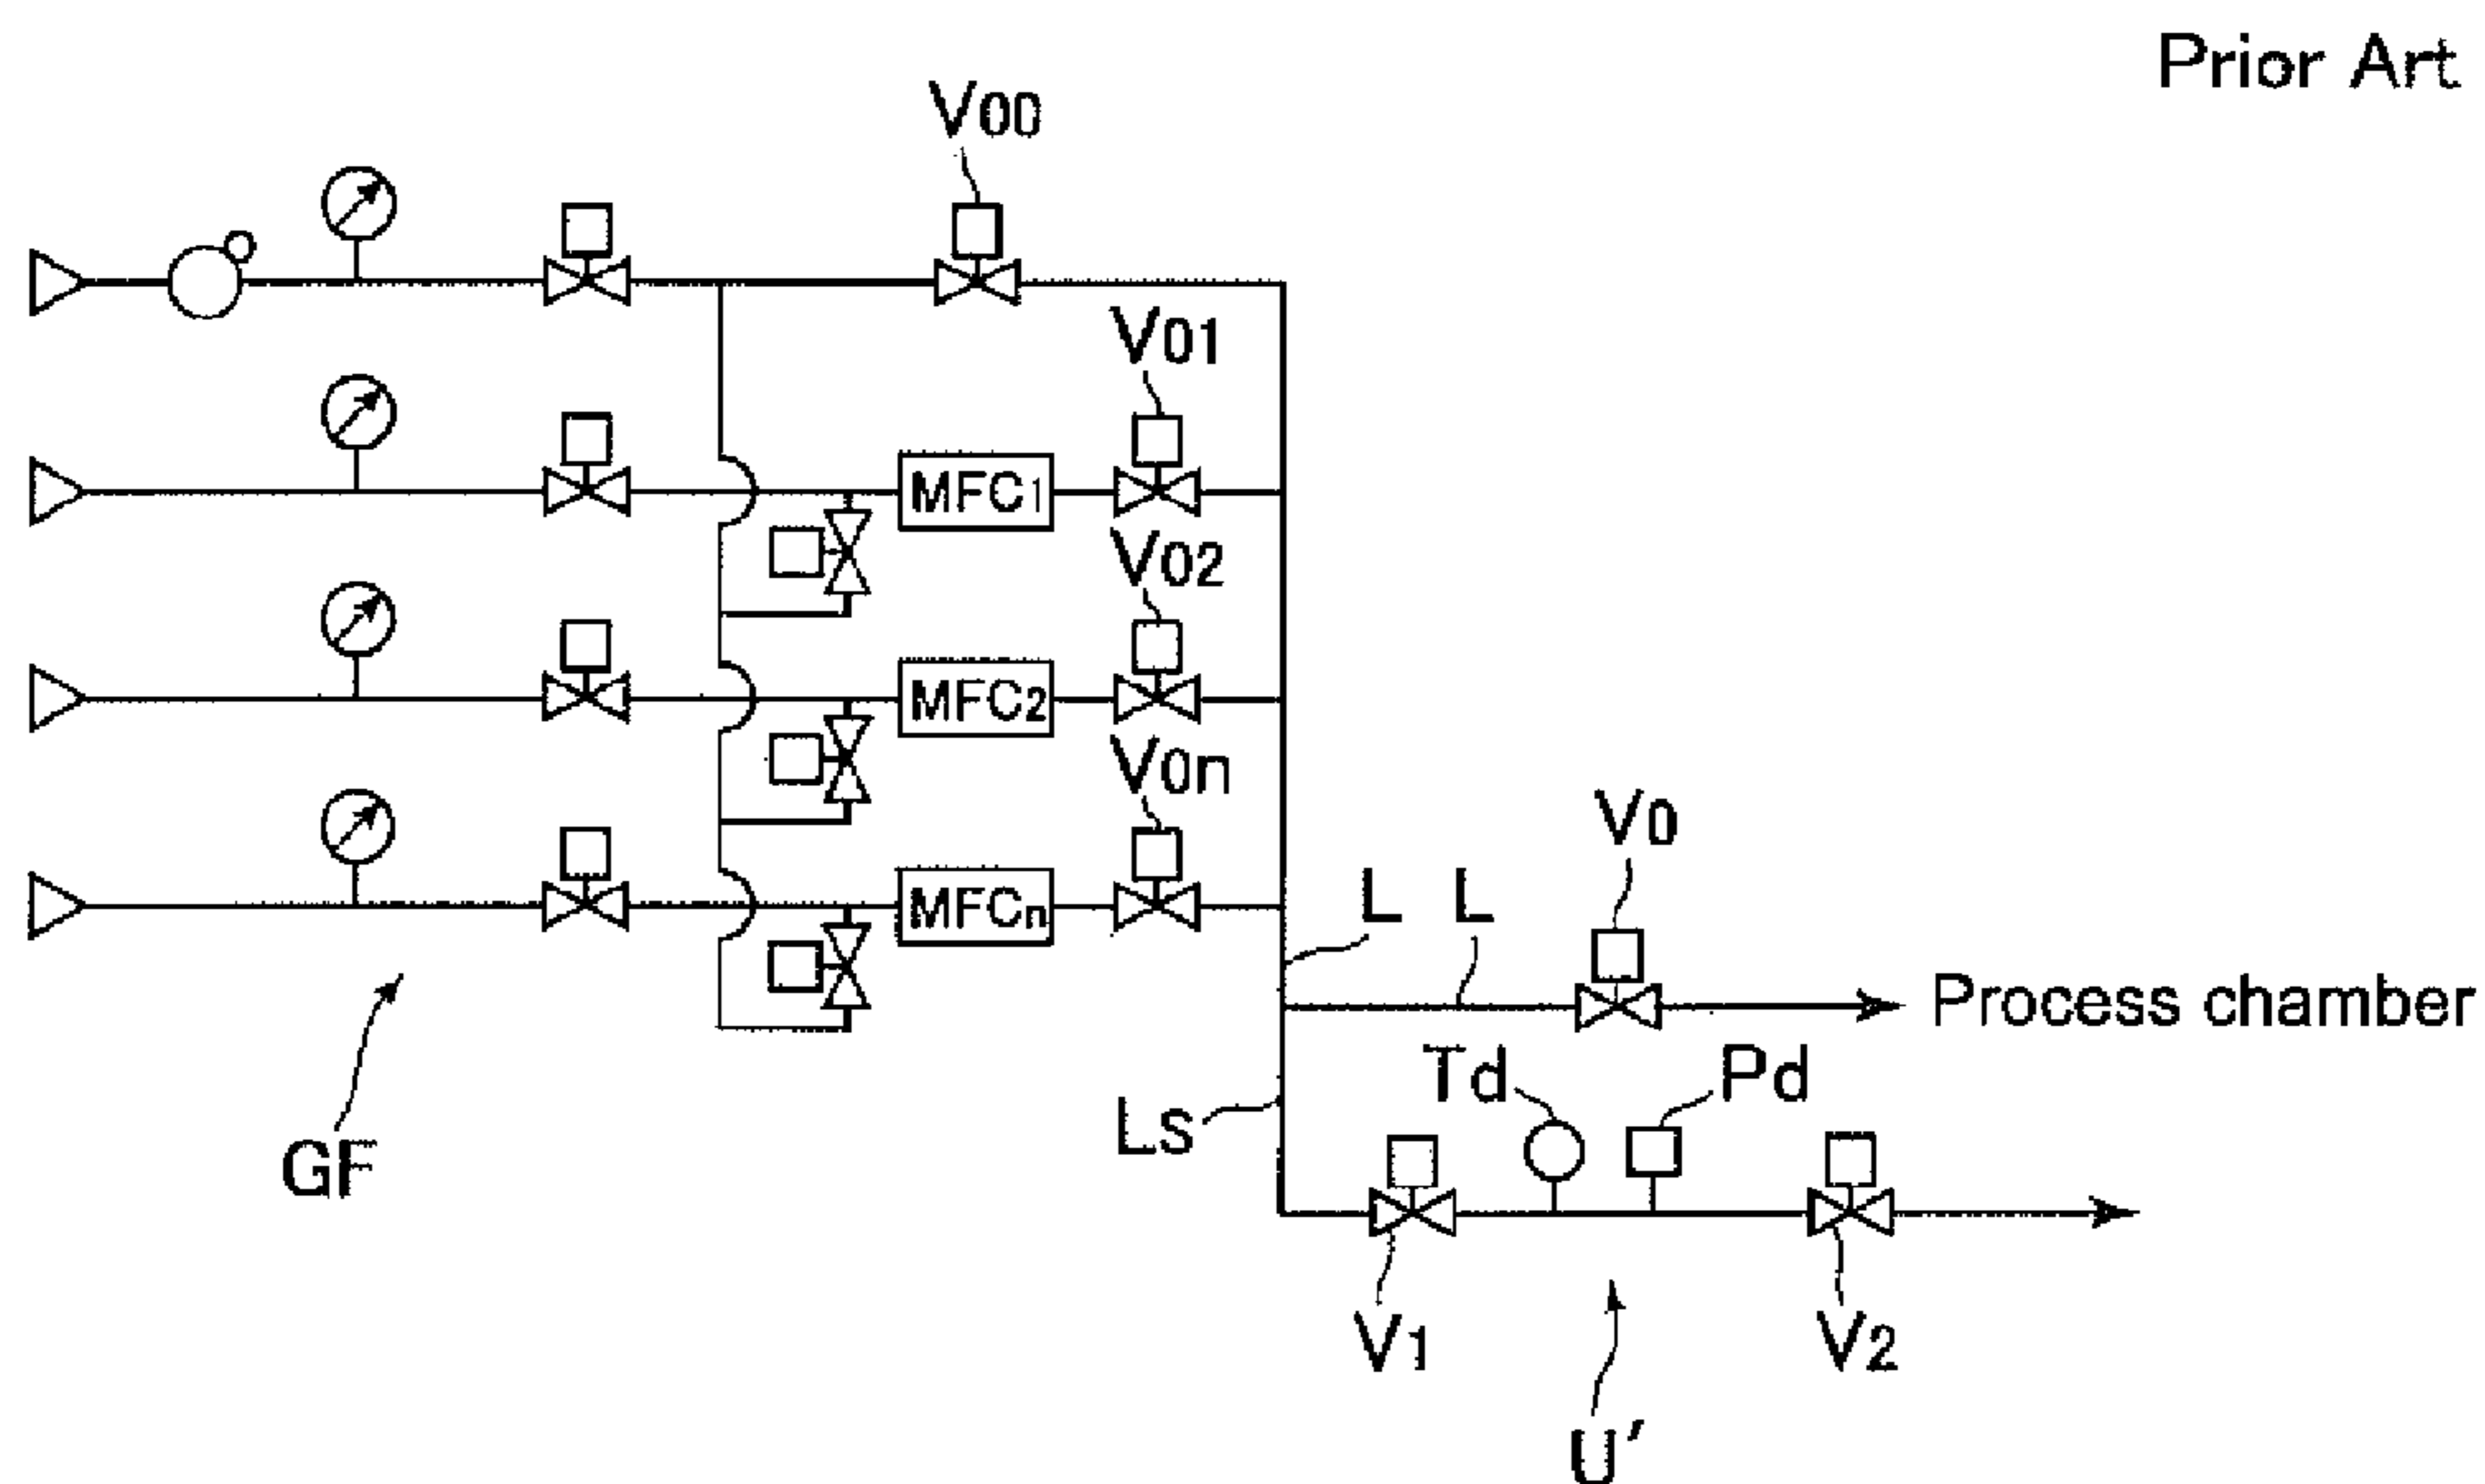 Prior Art
V00
V01
MFC1
V02
MFC2
V0n
MFCn
V0
L
L
Process chamber
Td
Pd
Ls
GF
V1
V2
U'